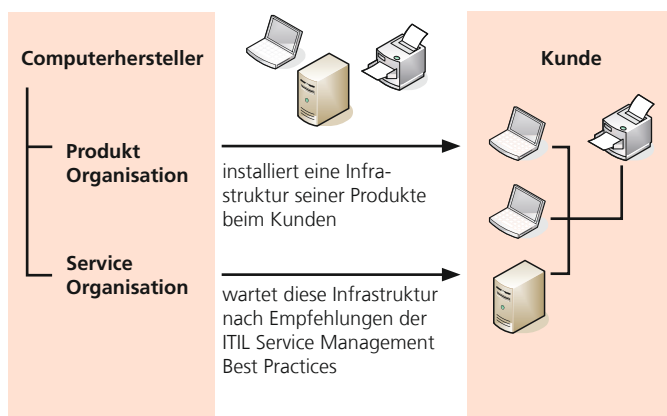 Computerhersteller
Produkt
Organisation
Service
Organisation
installiert eine Infra-
struktur seiner Produkte
beim Kunden
wartet diese Infrastruktur
nach Empfehlungen der
ITIL Service Management
Best Practices
Kunde